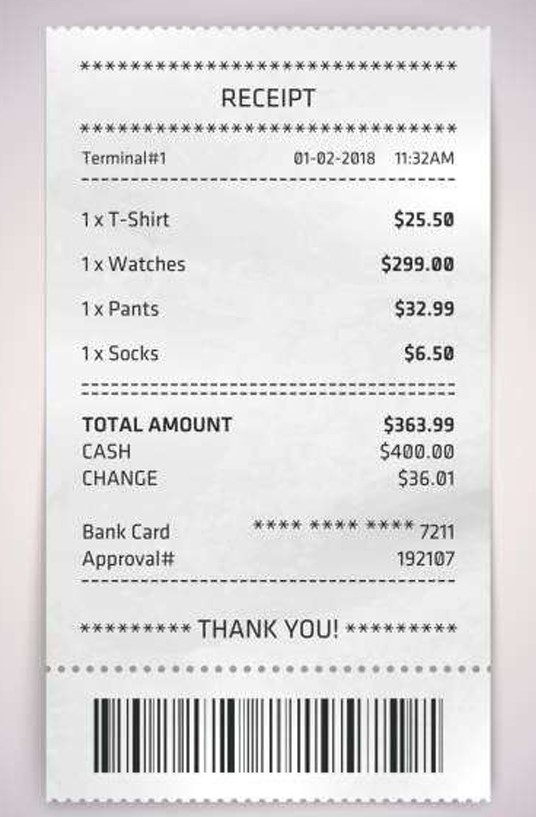 ******************************
RECEIPT
******************************
Terminal#1 01-02-2018 11:32AM
1 x T-Shirt $25.50
1 x Watches $299.00
1 x Pants $32.99
1 x Socks $6.50
TOTAL AMOUNT $363.99
CASH $400.00
CHANGE $36.01
Bank Card **** **** **** 7211
Approval# 192107
********* THANK YOU! *********